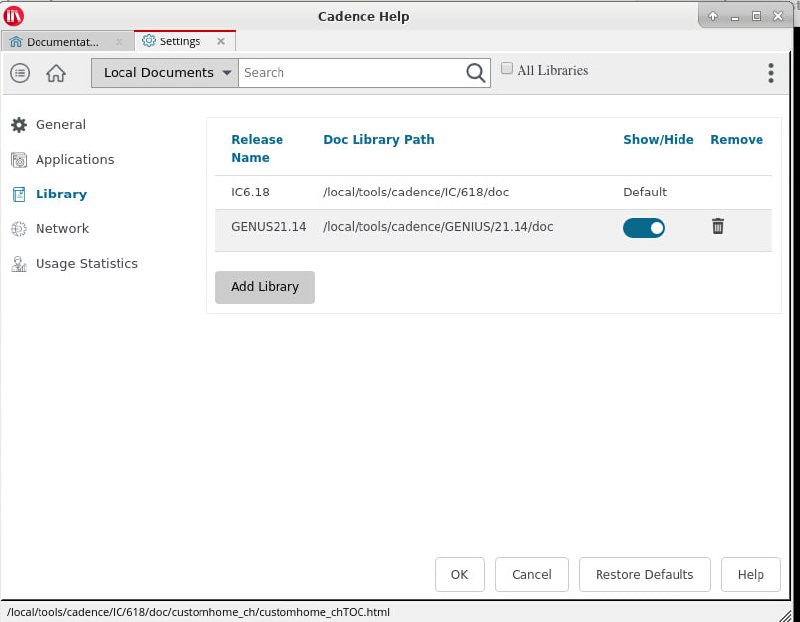 Cadence Help
Documentat...
Settings
Local Documents
Search
All Libraries
General
Applications
Library
Network
Usage Statistics
Release Name
Doc Library Path
Show/Hide
Remove
IC6.18
/local/tools/cadence/IC/618/doc
Default
GENUS21.14
/local/tools/cadence/GENIUS/21.14/doc
Add Library
OK
Cancel
Restore Defaults
Help
/local/tools/cadence/IC/618/doc/customhome_ch/customhome_chTOC.html